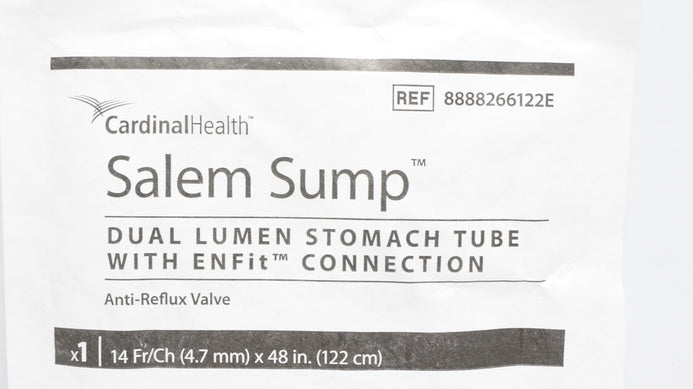 REF 8888266122E
CardinalHealth™
Salem Sump™
DUAL LUMEN STOMACH TUBE
WITH ENFit™ CONNECTION
Anti-Reflux Valve
x1 | 14 Fr/Ch (4.7 mm) x 48 in. (122 cm)